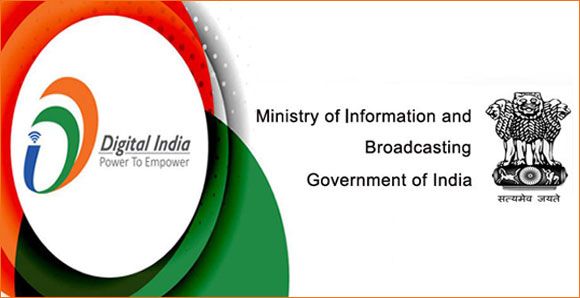 Digital India
Power To Empower
Ministry of Information and
Broadcasting
Government of India
सत्यमेव जयते